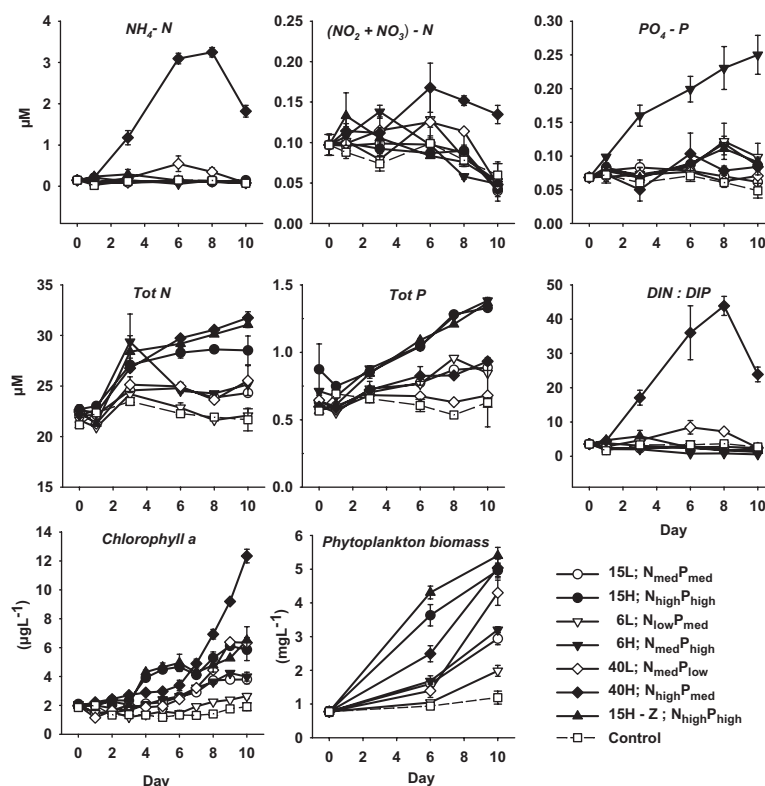 NH4 - N
(NO2 + NO3) - N
PO4 - P
µM
4
3
2
1
0
0.25
0.20
0.15
0.10
0.05
0.00
0.30
0.25
0.20
0.15
0.10
0.05
0.00
0 2 4 6 8 10
0 2 4 6 8 10
0 2 4 6 8 10
Tot N
Tot P
DIN : DIP
µM
35
31
27
23
19
15
1.5
1.0
0.5
0.0
50
40
30
20
10
0
0 2 4 6 8 10
0 2 4 6 8 10
0 2 4 6 8 10
Day
Chlorophyll a
Phytoplankton biomass
(µgL-1)
14
12
10
8
6
4
2
0
(mgL-1)
6
5
4
3
2
1
0
0 2 4 6 8 10
0 2 4 6 8 10
Day
Day
15L; NmedPmed
15H; NhighPhigh
6L; NlowPmed
6H; NmedPhigh
40L; NmedPlow
40H; NhighPmed
15H - Z ; NhighPhigh
Control